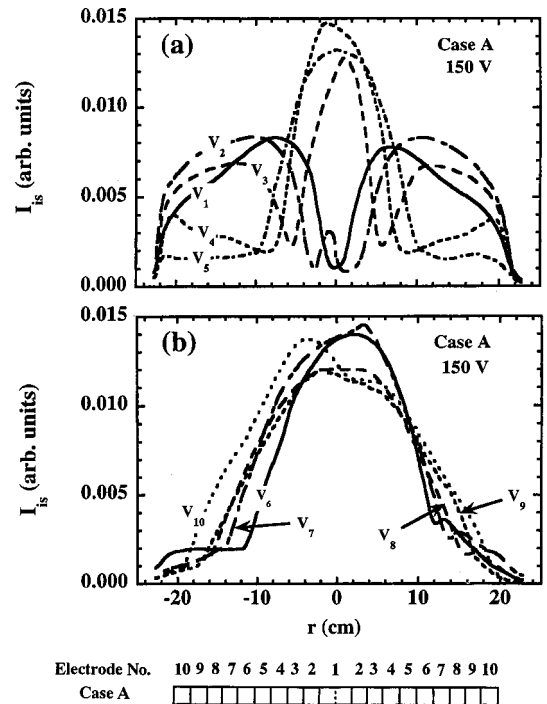 0.015
(a)
Case A
150 V
0.010
I_is (arb. units)
V_2
V_3
0.005
V_1
V_4
V_5
0.000
0.015
(b)
Case A
150 V
0.010
I_is (arb. units)
0.005
V_10
V_6
V_7
V_8
V_9
0.000
-20 -10 0 10 20
r (cm)
Electrode No. 10 9 8 7 6 5 4 3 2 1 2 3 4 5 6 7 8 9 10
Case A